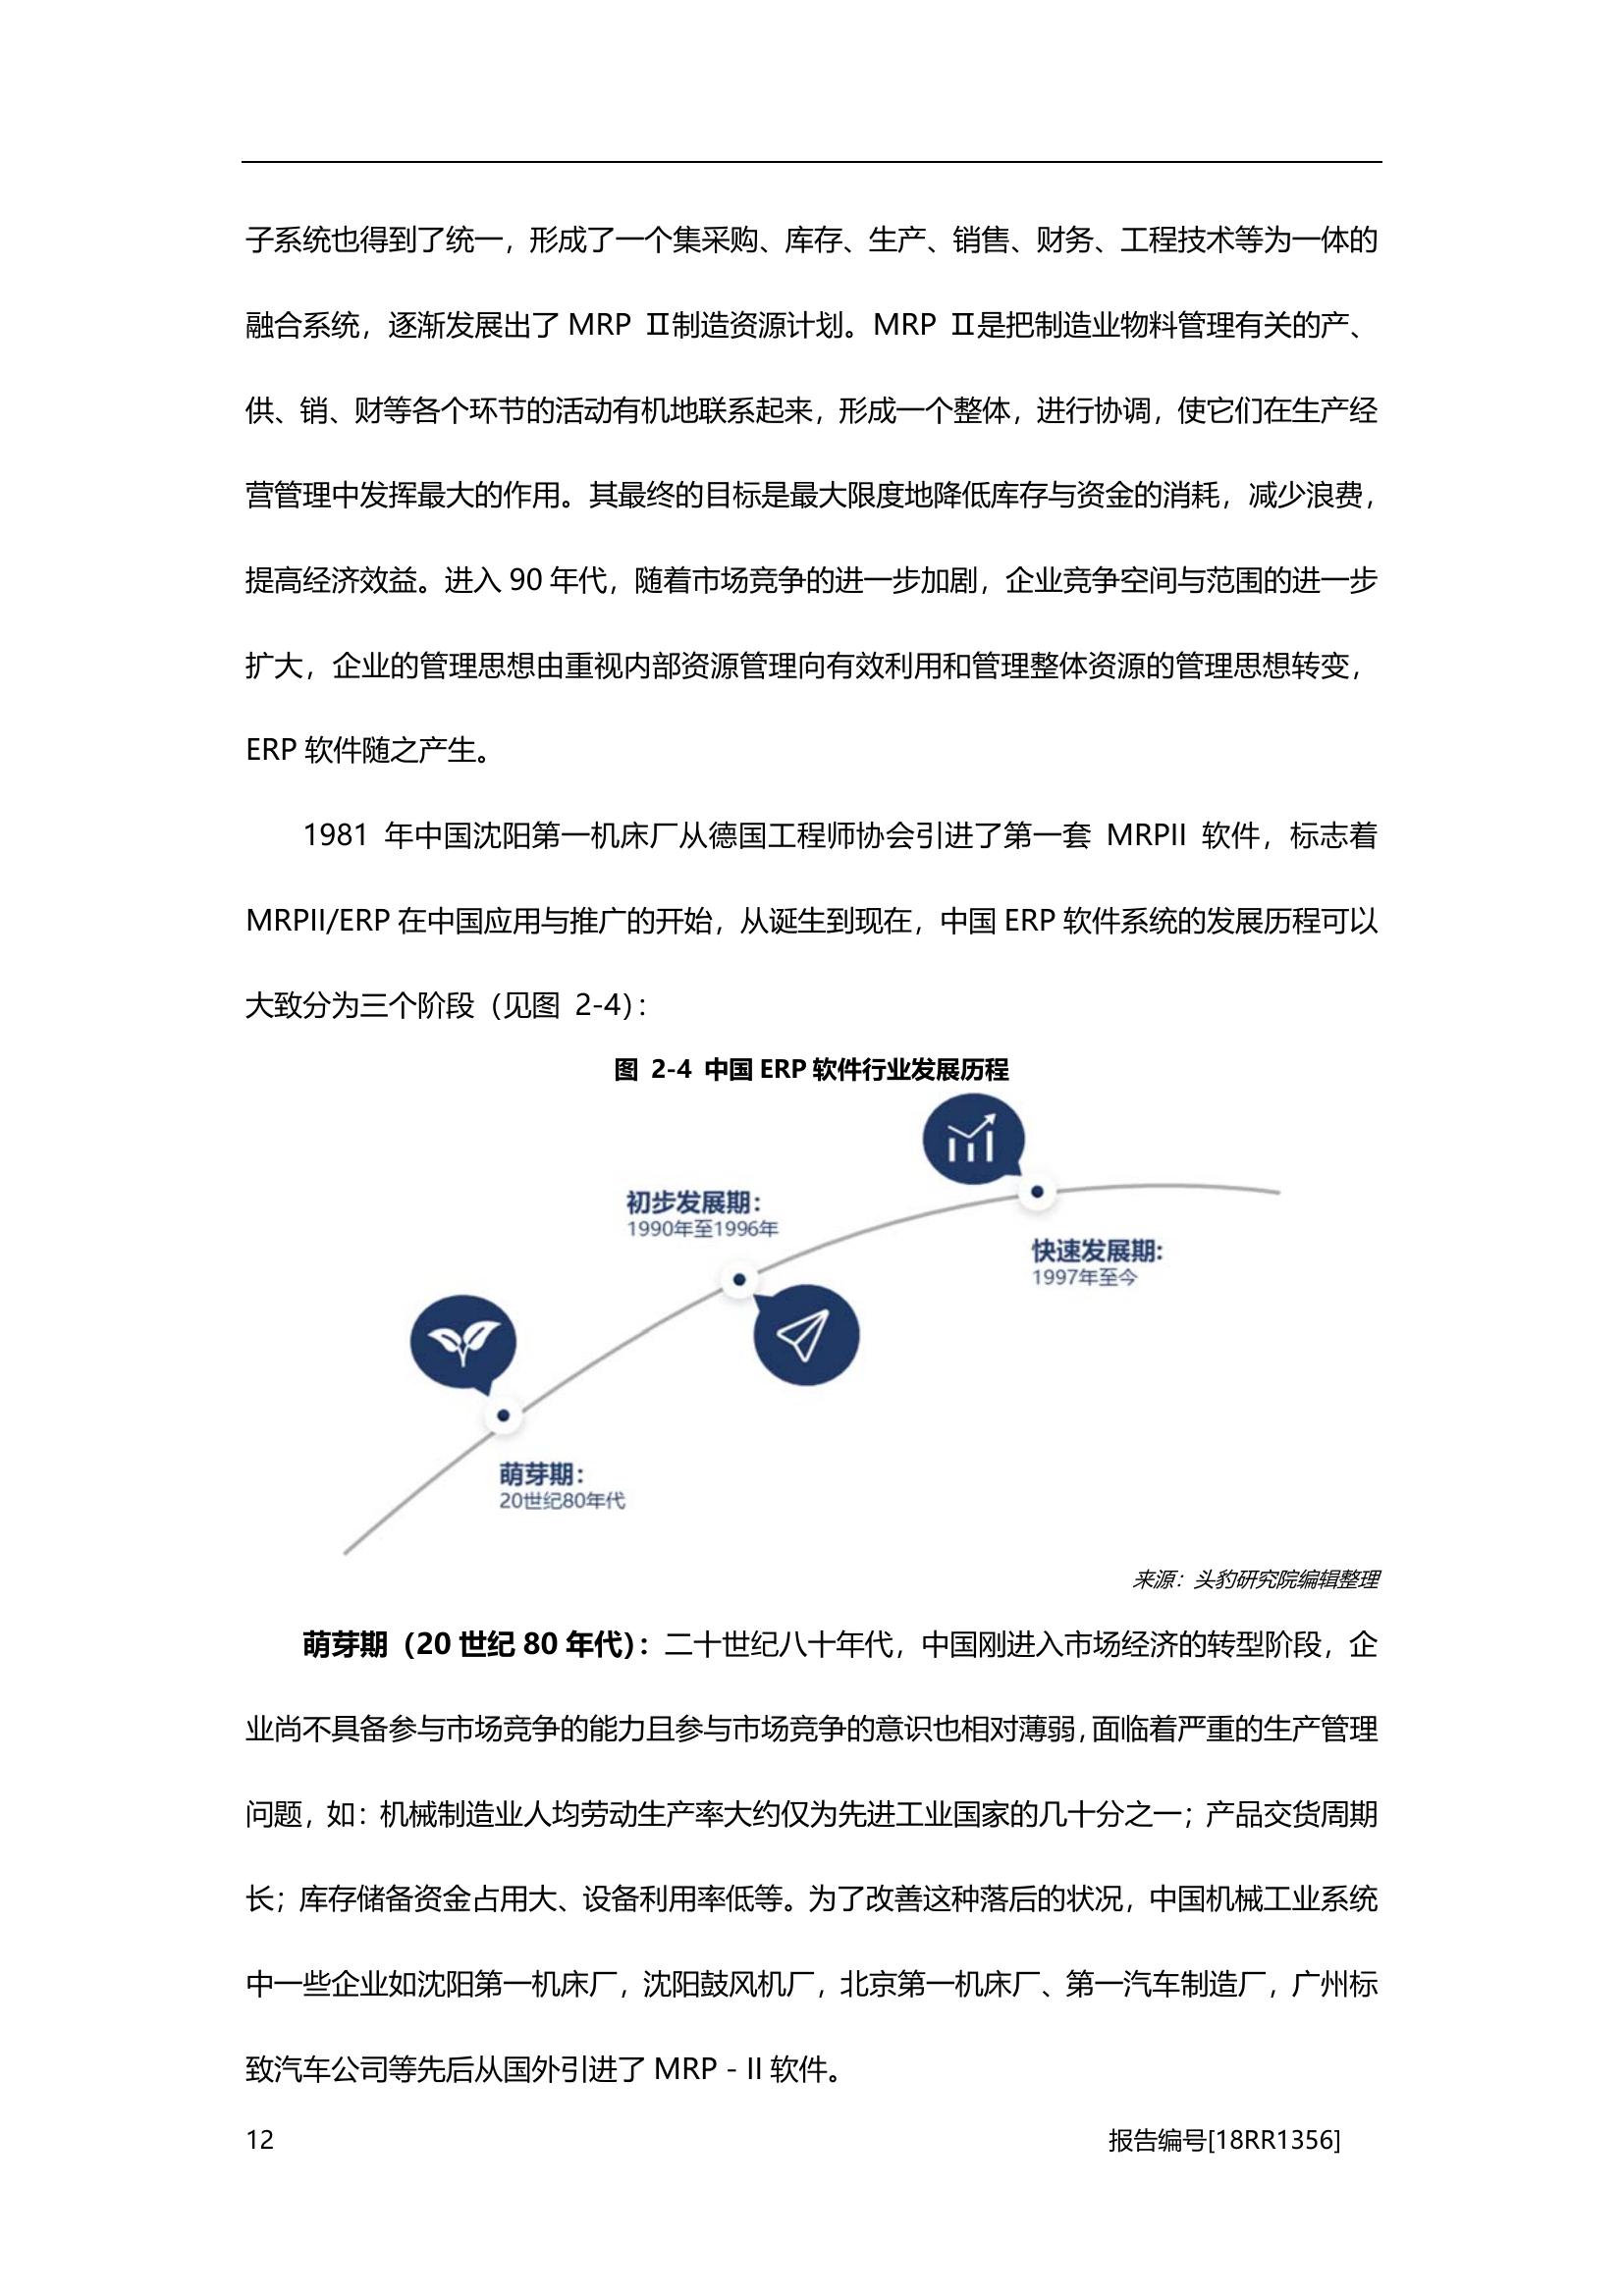 子系统也得到了统一，形成了一个集采购、库存、生产、销售、财务、工程技术等为一体的
融合系统，逐渐发展出了 MRP Ⅱ制造资源计划。MRP Ⅱ是把制造业物料管理有关的产、
供、销、财等各个环节的活动有机地联系起来，形成一个整体，进行协调，使它们在生产经
营管理中发挥最大的作用。其最终的目标是最大限度地降低库存与资金的消耗，减少浪费，
提高经济效益。进入 90 年代，随着市场竞争的进一步加剧，企业竞争空间与范围的进一步
扩大，企业的管理思想由重视内部资源管理向有效利用和管理整体资源的管理思想转变，
ERP 软件随之产生。
1981 年中国沈阳第一机床厂从德国工程师协会引进了第一套 MRPII 软件，标志着
MRPII/ERP 在中国应用与推广的开始，从诞生到现在，中国 ERP 软件系统的发展历程可以
大致分为三个阶段（见图 2-4）：
图 2-4 中国 ERP 软件行业发展历程
初步发展期：
1990年至1996年
快速发展期：
1997年至今
萌芽期：
20世纪80年代
来源：头豹研究院编辑整理
萌芽期（20 世纪 80 年代）：二十世纪八十年代，中国刚进入市场经济的转型阶段，企
业尚不具备参与市场竞争的能力且参与市场竞争的意识也相对薄弱，面临着严重的生产管理
问题，如：机械制造业人均劳动生产率大约仅为先进工业国家的几十分之一；产品交货周期
长；库存储备资金占用大、设备利用率低等。为了改善这种落后的状况，中国机械工业系统
中一些企业如沈阳第一机床厂，沈阳鼓风机厂，北京第一机床厂、第一汽车制造厂，广州标
致汽车公司等先后从国外引进了 MRP - II 软件。
12
报告编号[18RR1356]